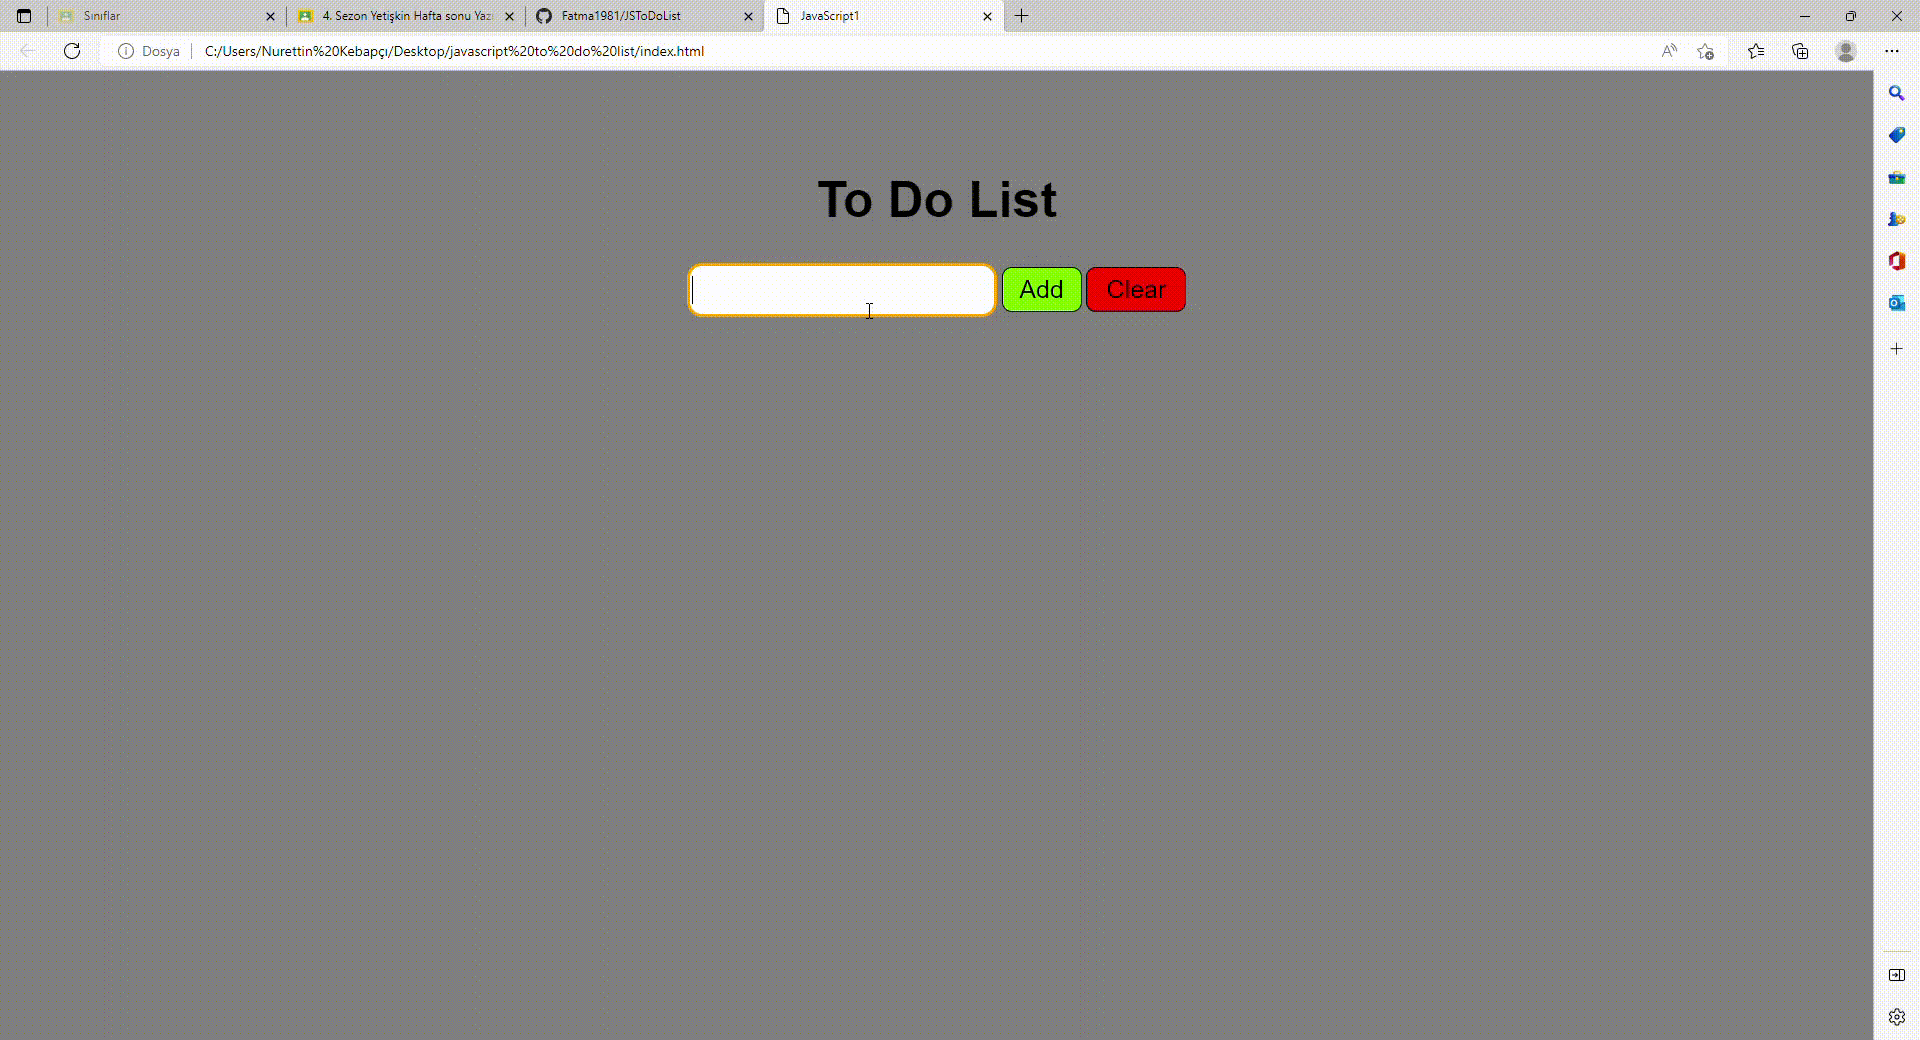 Sınıflar
4. Sezon Yetişkin Hafta sonu Yazı
Fatma1981/JSToDoList
JavaScript1
Dosya
C:/Users/Nurettin%20Kebapçı/Desktop/javascript%20to%20do%20list/index.html
To Do List
Add
Clear